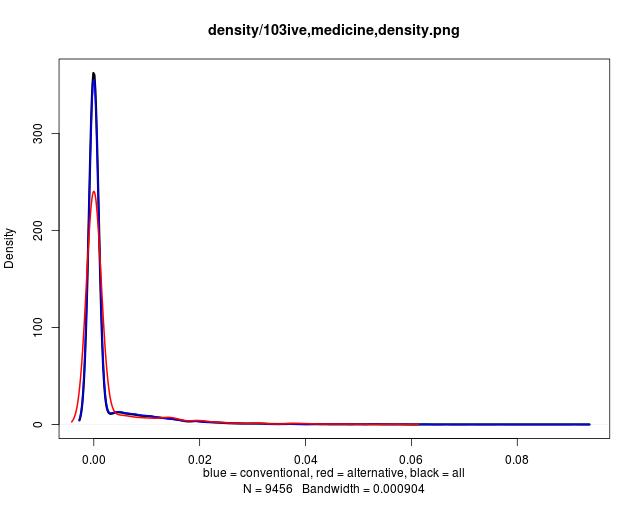 density/103ive,medicine,density.png
Density
300
200
100
0
0.00 0.02 0.04 0.06 0.08
blue = conventional, red = alternative, black = all
N = 9456 Bandwidth = 0.000904